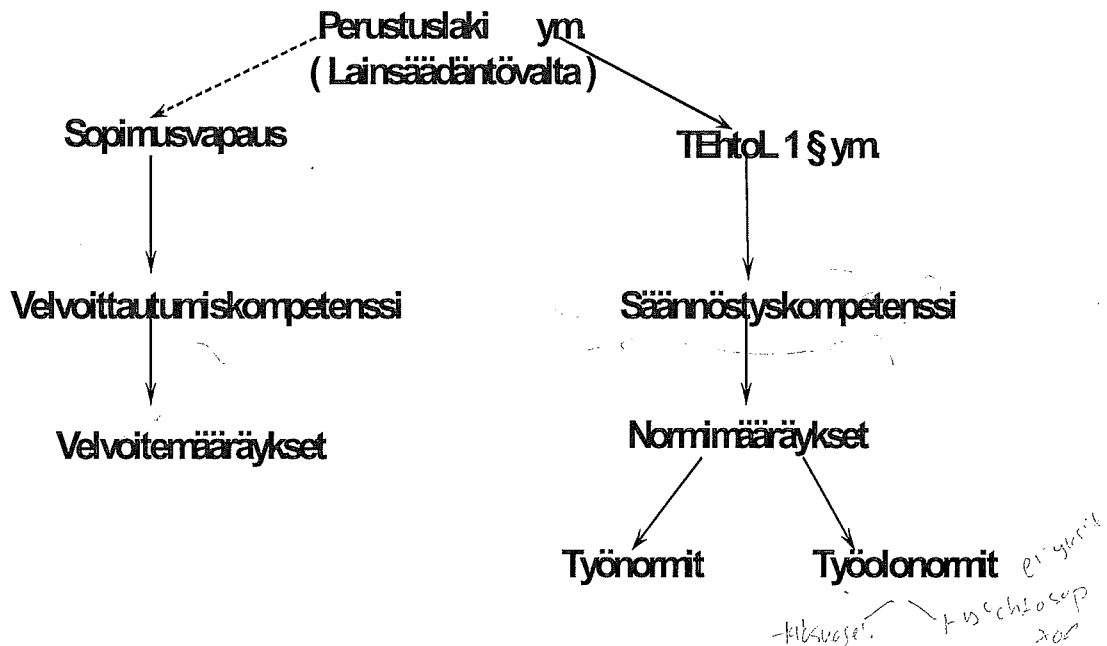 Perustuslaki ym.
( Lainsäädäntövalta )
Sopimusvapaus
TEhtoL 1 § ym.
Velvoittautumiskompetenssi
Säännöstyskompetenssi
Velvoitemääräykset
Normimääräykset
Työnormit
Työolonormit